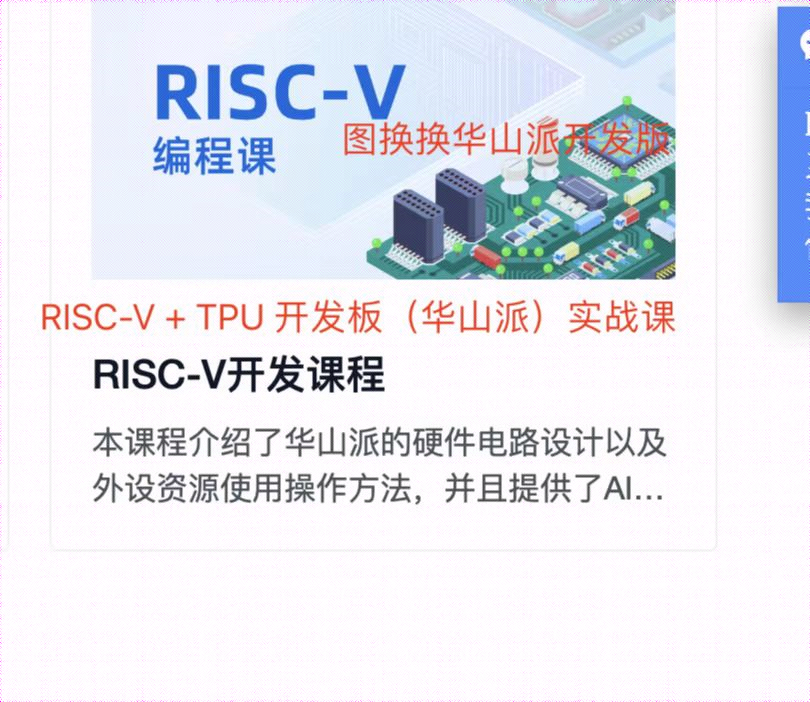 RISC-V
图换换华山派开发版
编程课
RISC-V + TPU 开发板（华山派）实战课
RISC-V开发课程
本课程介绍了华山派的硬件电路设计以及
外设资源使用操作方法，并且提供了AI...